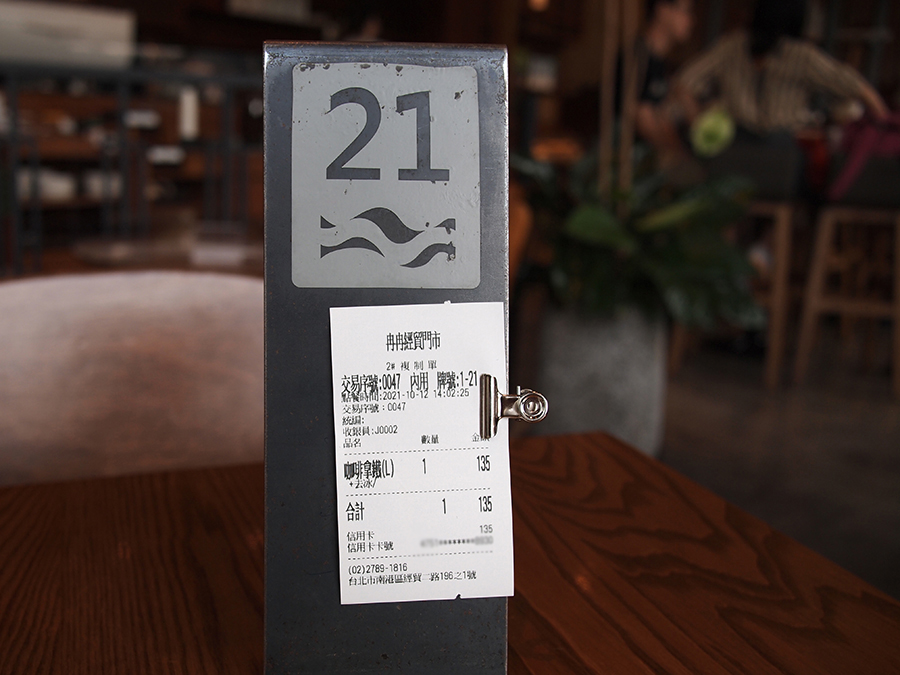 21
冉冉經貿門市
2# 複制單
交易序號:0047 內用 牌號:1-21
點餐時間:2021-10-12 14:02:25
交易序號：0047
統編:
收銀員:J0002
品名 數量 金額
咖啡拿鐵(L) 1 135
*去冰/
合計 1 135
信用卡 135
信用卡卡號
(02)2789-1816
台北市南港區經貿二路196之1號